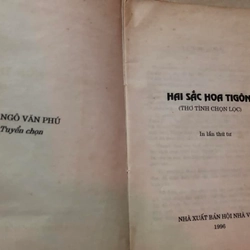 NGÔ VĂN PHÚ
Tuyển chọn
HAI SẮC HOA TIGÔN
(THƠ TÌNH CHỌN LỌC)
In lần thứ tư
NHÀ XUẤT BẢN HỘI NHÀ V
1996